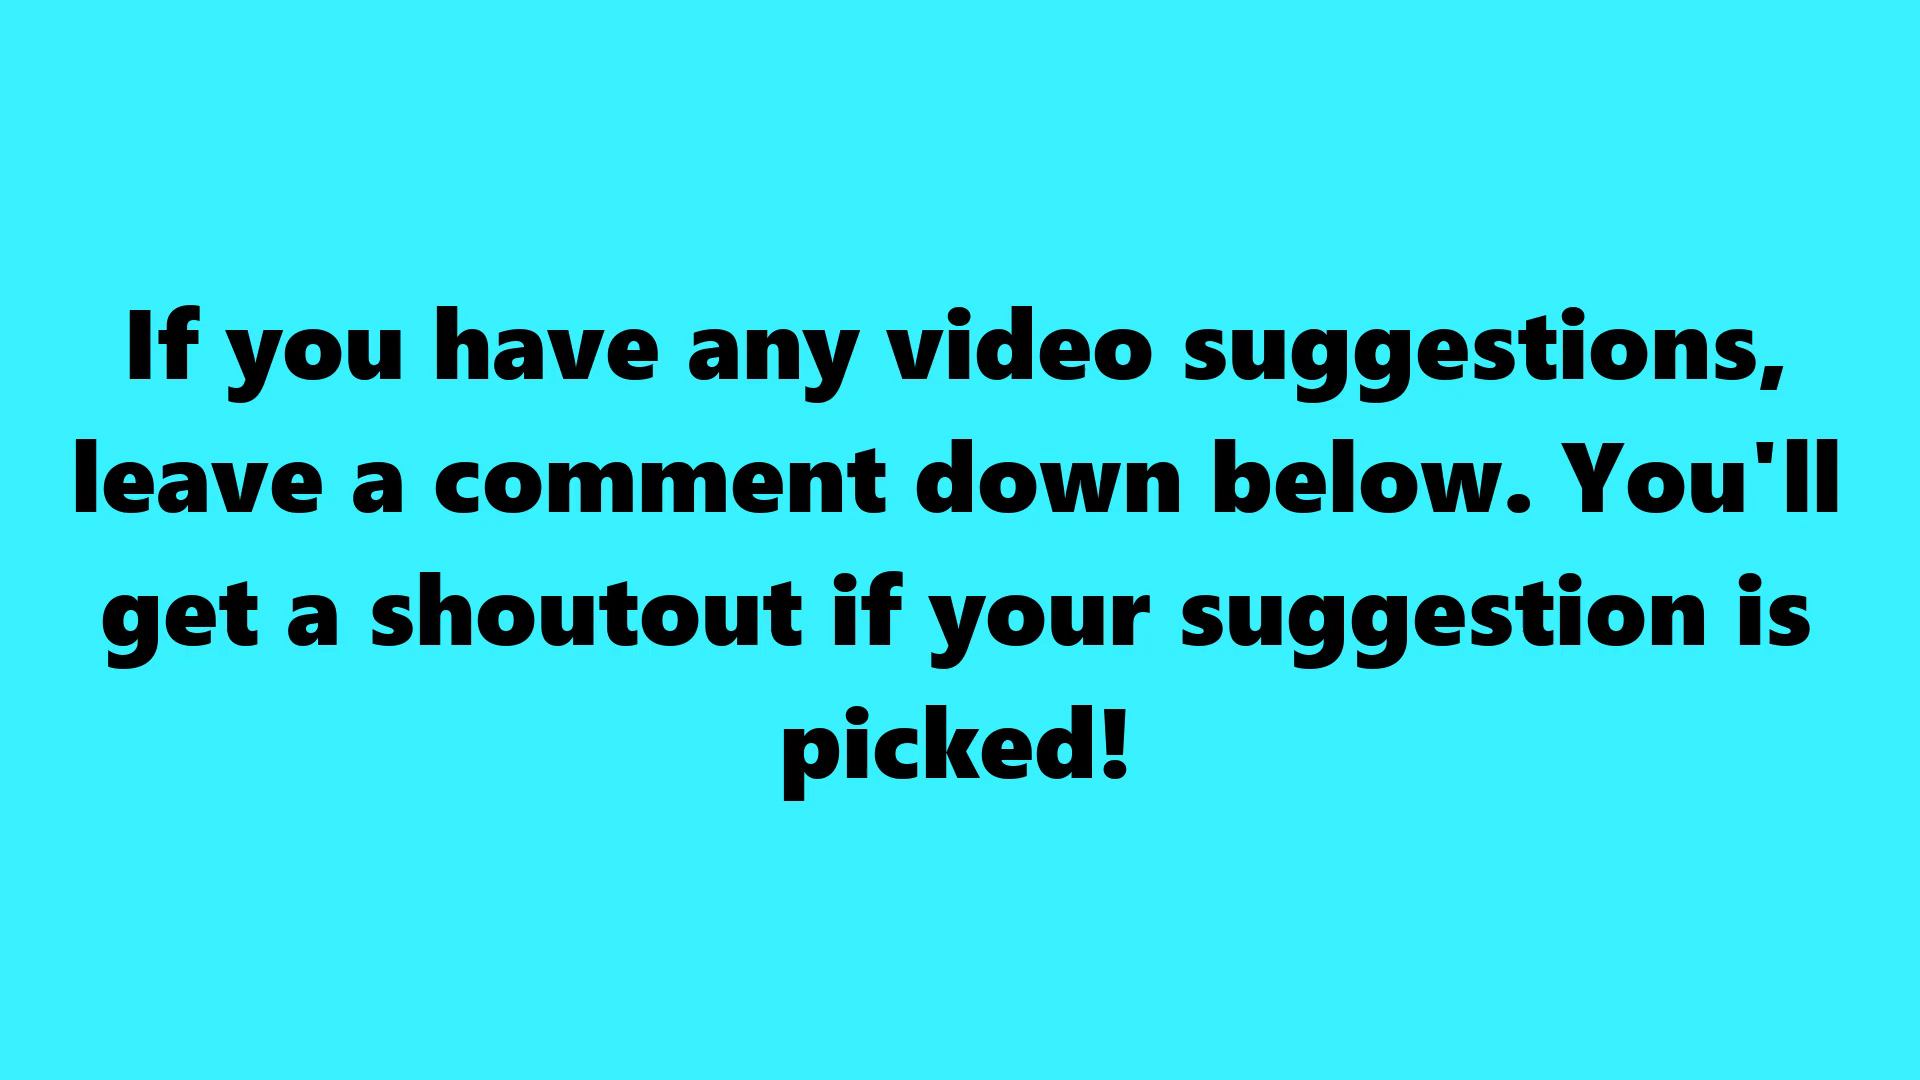 If you have any video suggestions,
leave a comment down below. You'll
get a shoutout if your suggestion is
picked!